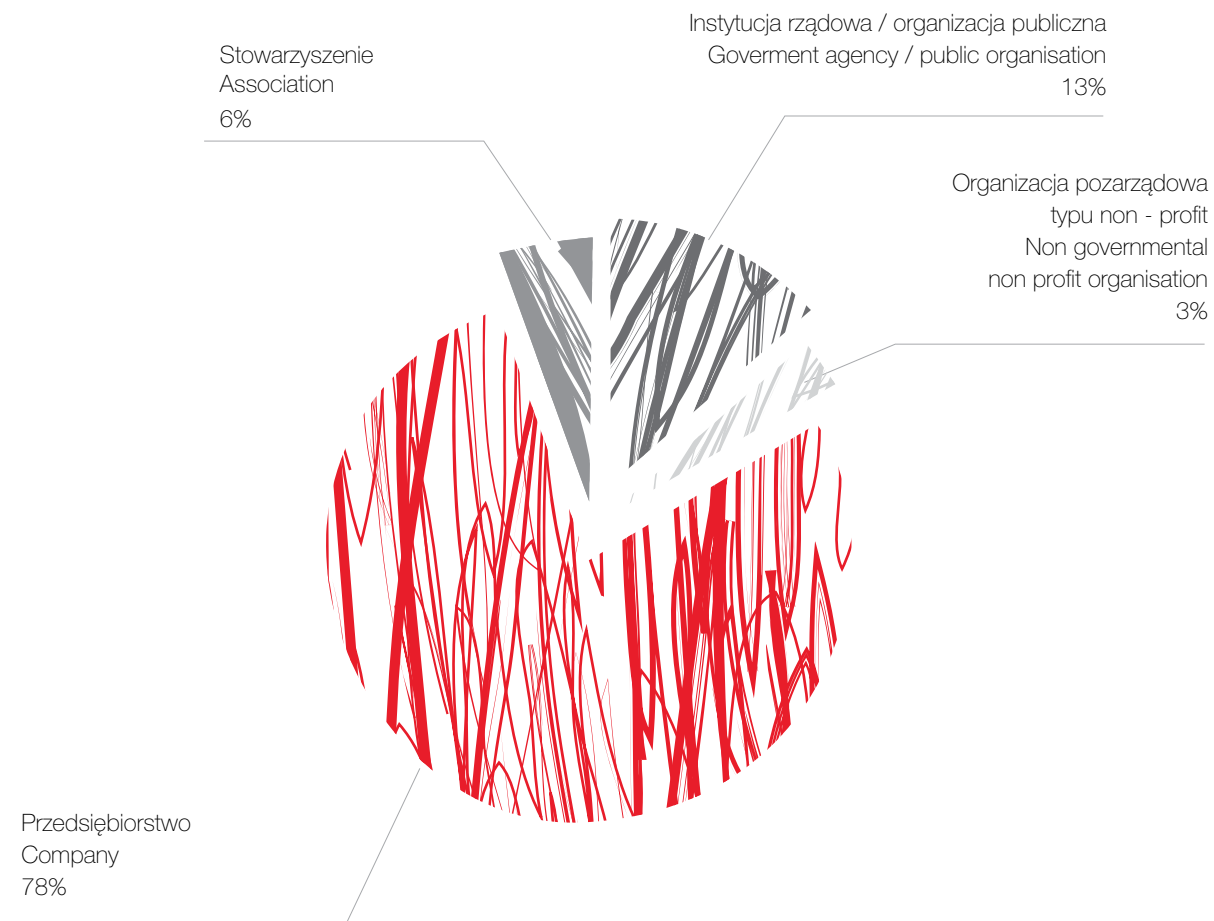 Instytucja rządowa / organizacja publiczna
Goverment agency / public organisation
13%
Stowarzyszenie
Association
6%
Organizacja pozarządowa
typu non - profit
Non governmental
non profit organisation
3%
Przedsiębiorstwo
Company
78%